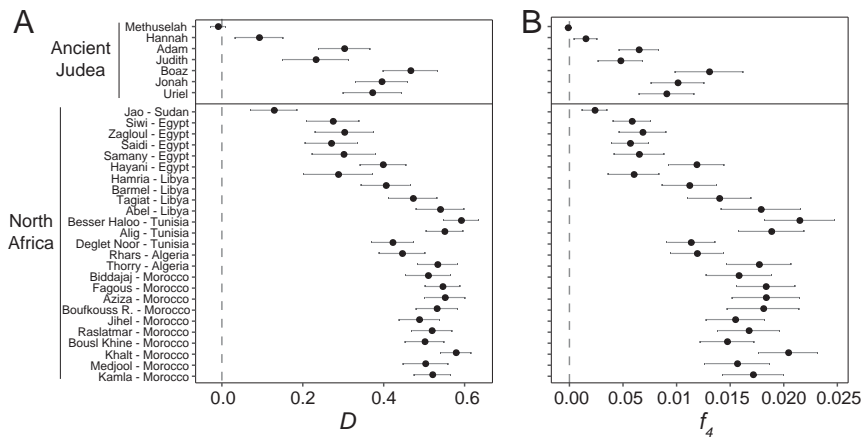 A
B
Ancient
Judea
Methuselah
Hannah
Adam
Judith
Boaz
Jonah
Uriel
North
Africa
Jao - Sudan
Siwi - Egypt
Zagloul - Egypt
Saidi - Egypt
Samany - Egypt
Hayani - Egypt
Hamria - Libya
Barmel - Libya
Tagiat - Libya
Abel - Libya
Besser Haloo - Tunisia
Alig - Tunisia
Deglet Noor - Tunisia
Rhars - Algeria
Thorry - Algeria
Biddajaj - Morocco
Fagous - Morocco
Aziza - Morocco
Boufkouss R. - Morocco
Jihel - Morocco
Raslatmar - Morocco
Bousl Khine - Morocco
Khalt - Morocco
Medjool - Morocco
Kamla - Morocco
0.0 0.2 0.4 0.6
D
0.00 0.005 0.01 0.015 0.020 0.025
f4